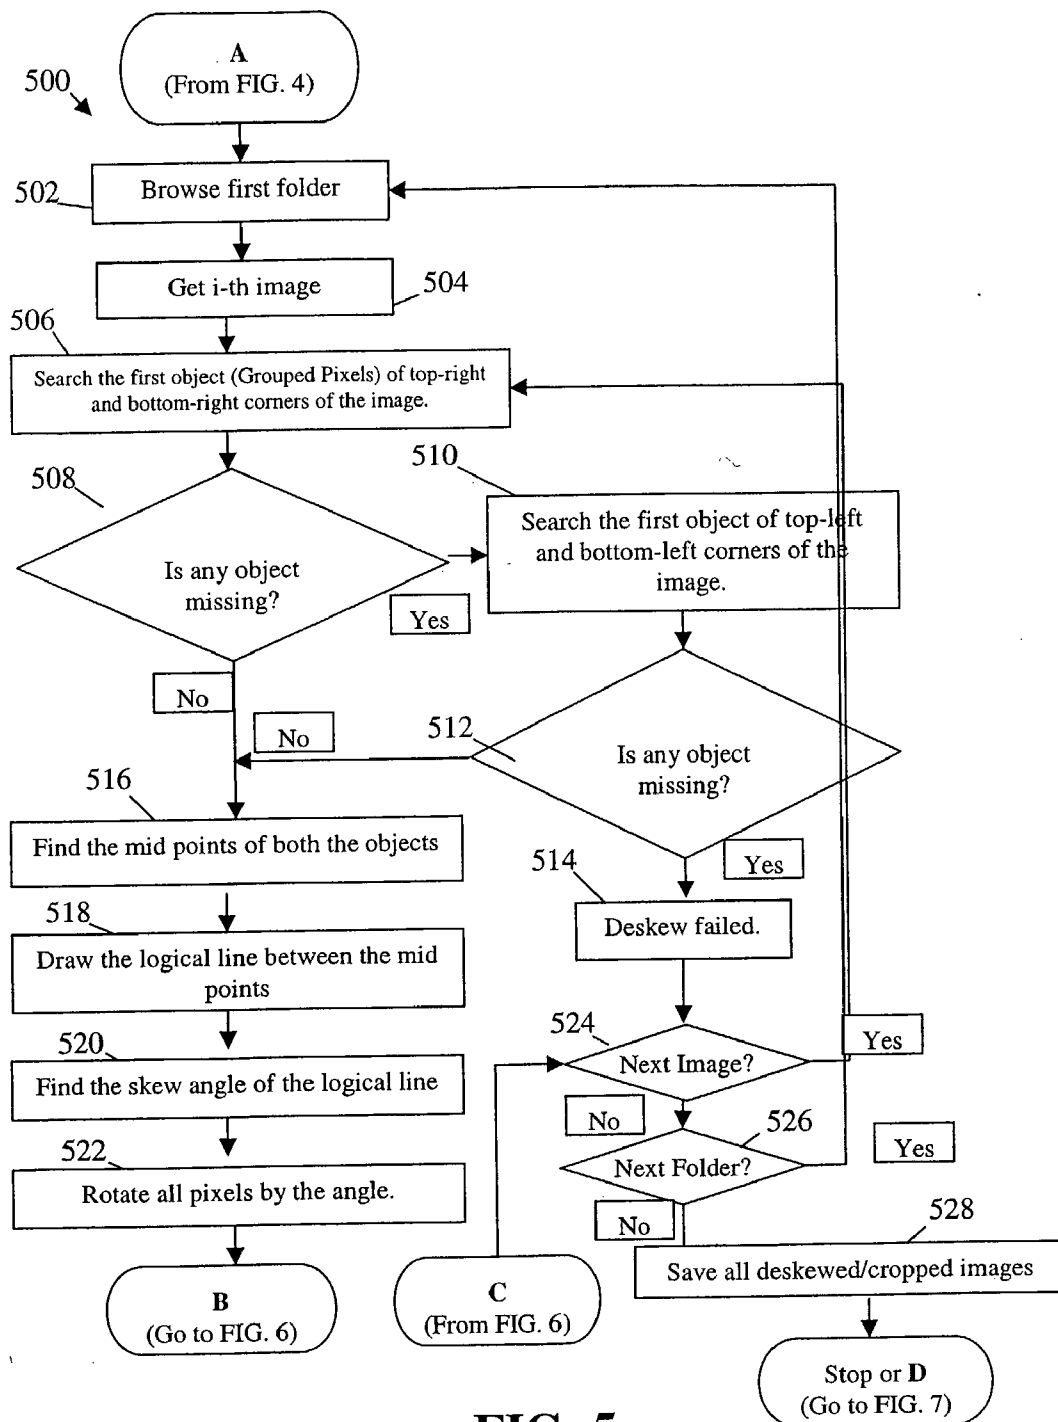 A
(From FIG. 4)
500
502
Browse first folder
Get i-th image
504
506
Search the first object (Grouped Pixels) of top-right
and bottom-right corners of the image.
508
Is any object
missing?
Yes
No
510
Search the first object of top-left
and bottom-left corners of the
image.
512
Is any object
missing?
No
Yes
514
Deskew failed.
516
Find the mid points of both the objects
518
Draw the logical line between the mid
points
520
Find the skew angle of the logical line
522
Rotate all pixels by the angle.
B
(Go to FIG. 6)
524
Next Image?
Yes
No
526
Next Folder?
Yes
No
C
(From FIG. 6)
528
Save all deskewed/cropped images
Stop or D
(Go to FIG. 7)
FIG. 5